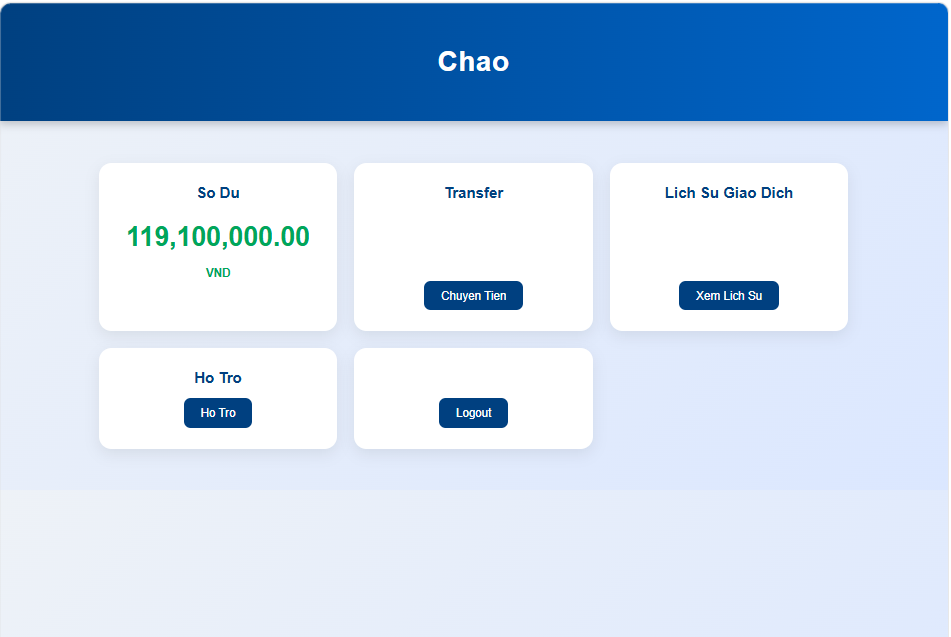 Chao
So Du
119,100,000.00
VND
Transfer
Chuyen Tien
Lich Su Giao Dich
Xem Lich Su
Ho Tro
Ho Tro
Logout